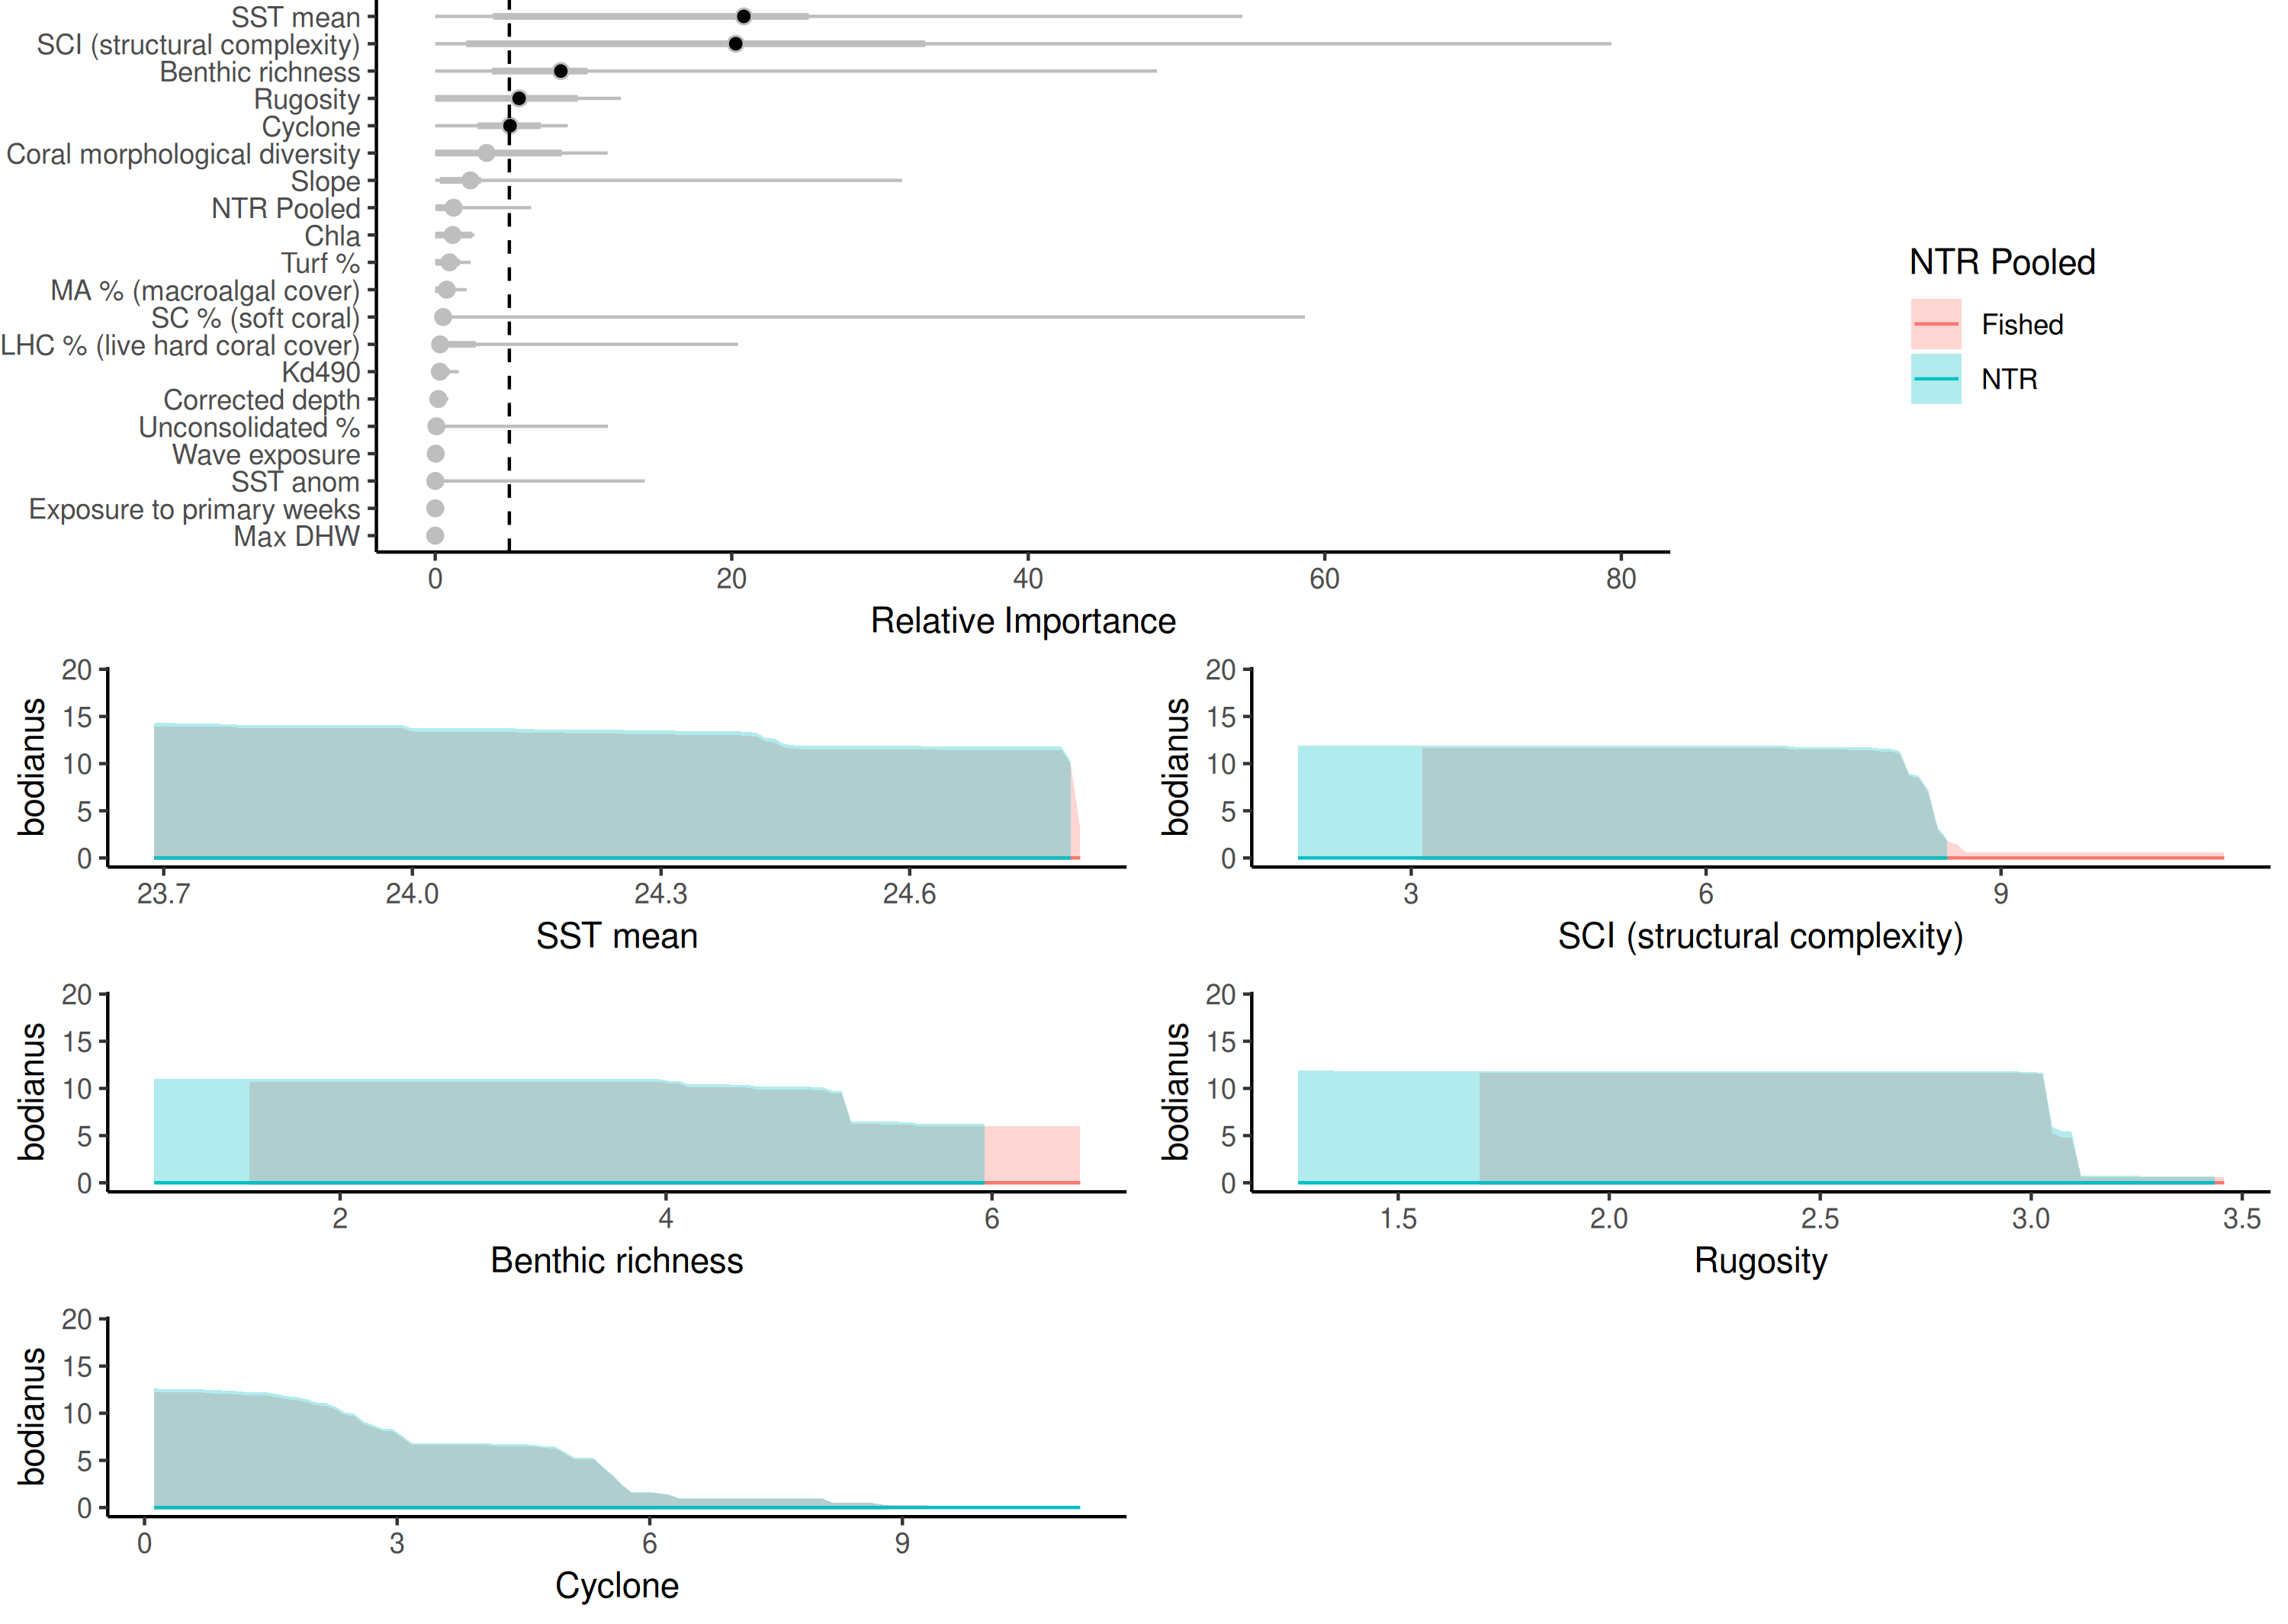 SST mean
SCI (structural complexity)
Benthic richness
Rugosity
Cyclone
Coral morphological diversity
Slope
NTR Pooled
Chla
Turf %
MA % (macroalgal cover)
SC % (soft coral)
LHC % (live hard coral cover)
Kd490
Corrected depth
Unconsolidated %
Wave exposure
SST anom
Exposure to primary weeks
Max DHW
0 20 40 60 80
Relative Importance
NTR Pooled
Fished
NTR
20
15
10
5
0
bodianus
23.7 24.0 24.3 24.6
SST mean
20
15
10
5
0
bodianus
3 6 9
SCI (structural complexity)
20
15
10
5
0
bodianus
2 4 6
Benthic richness
20
15
10
5
0
bodianus
1.5 2.0 2.5 3.0 3.5
Rugosity
20
15
10
5
0
bodianus
0 3 6 9
Cyclone